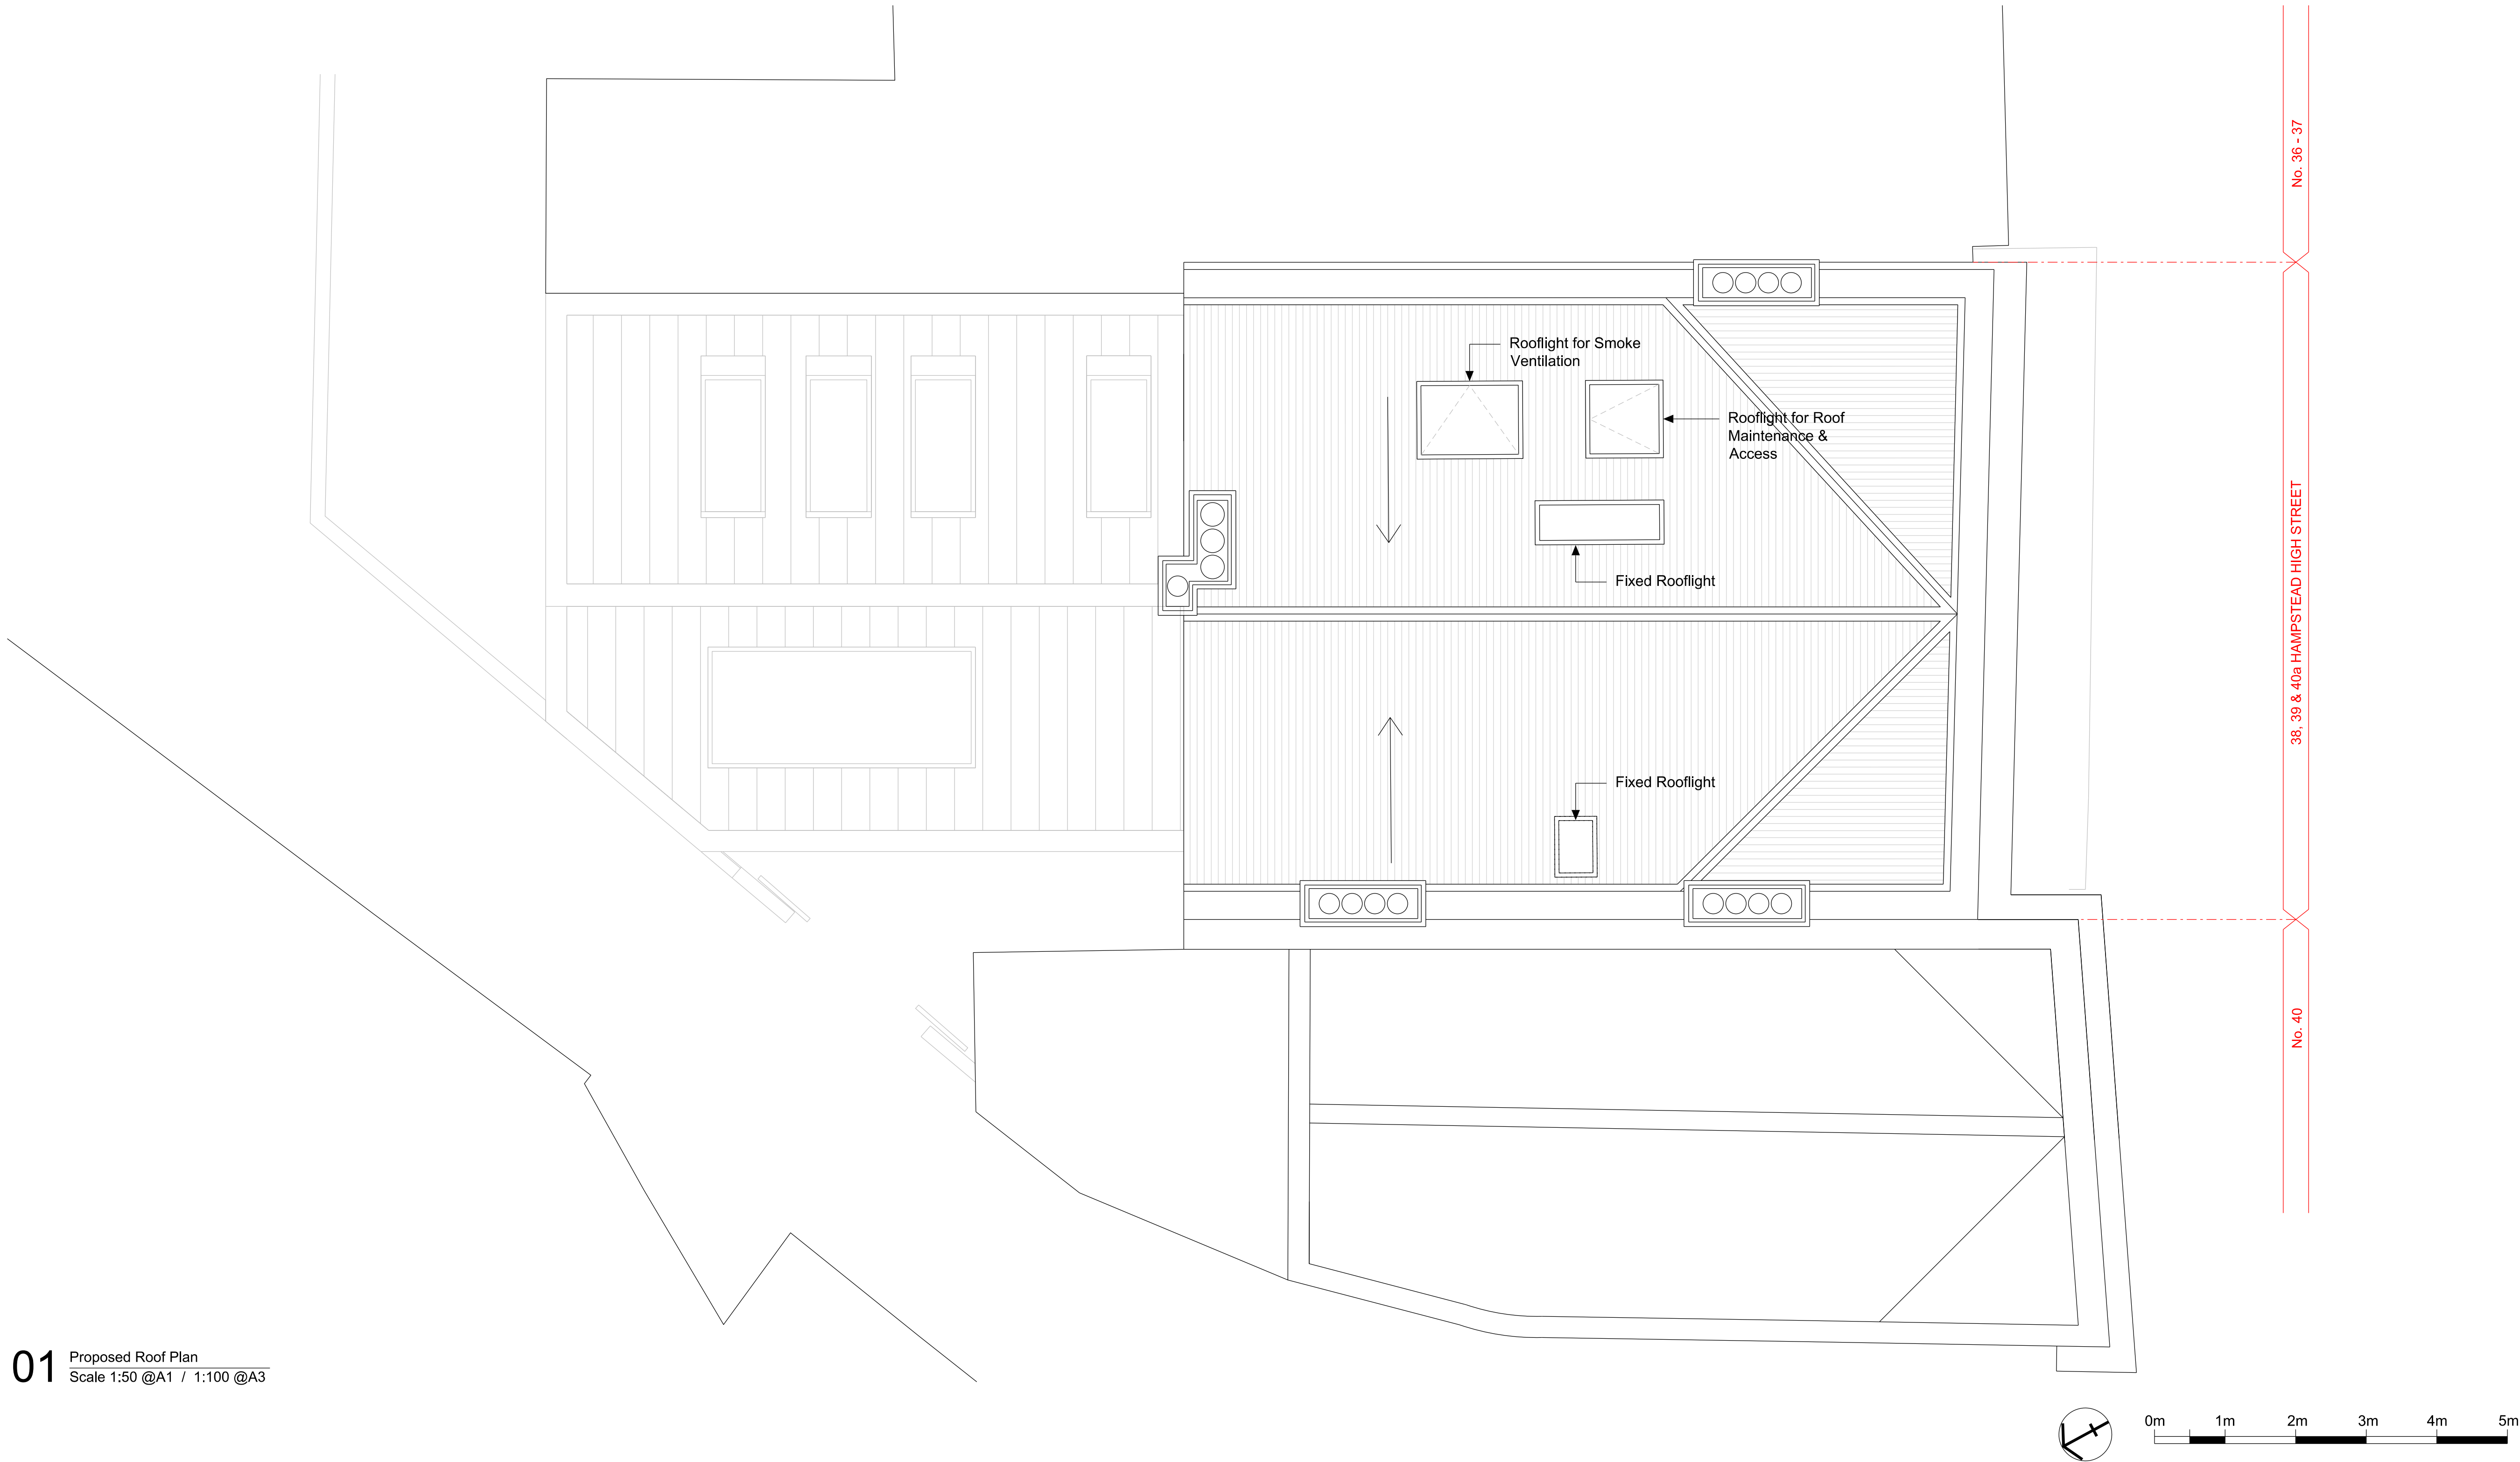 No. 36 - 37
Rooflight for Smoke
Ventilation
Rooflight for Roof
Maintenance &
Access
38, 39 & 40a HAMPSTEAD HIGH STREET
Fixed Rooflight
Fixed Rooflight
No. 40
01
Proposed Roof Plan
Scale 1:50 @A1 / 1:100 @A3
0m 1m 2m 3m 4m 5m